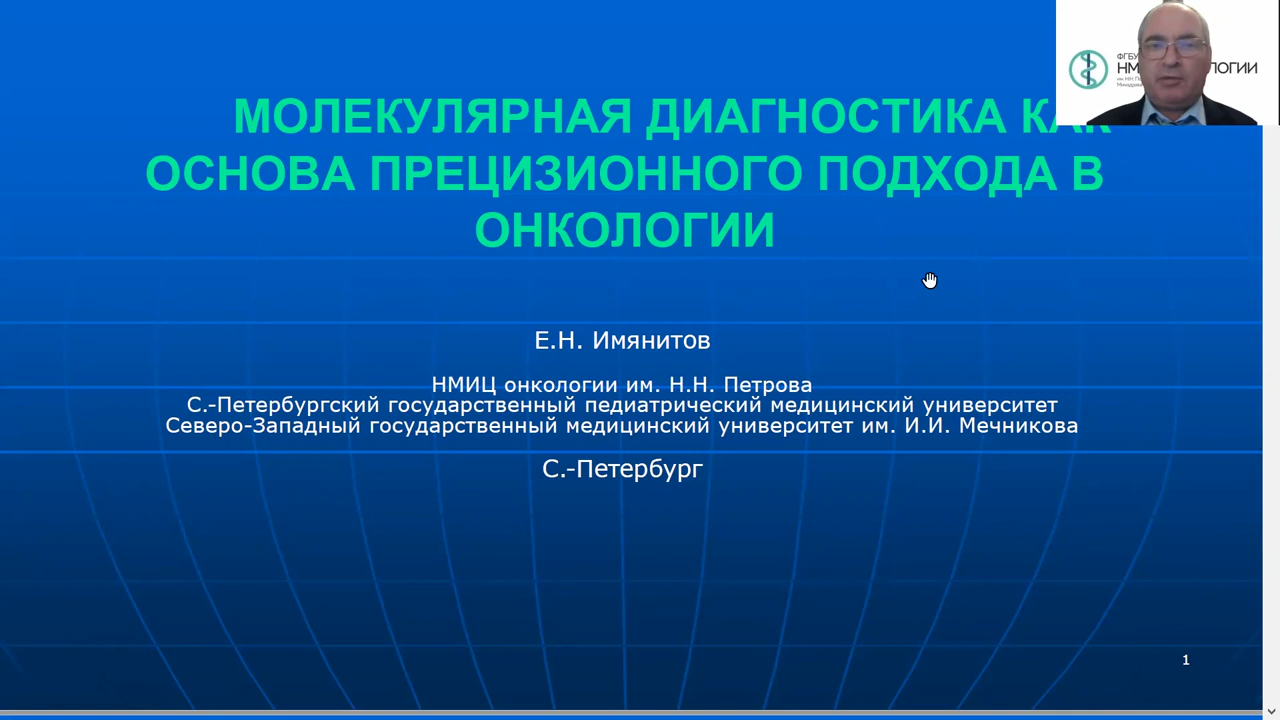 ФГБУ
МОЛЕКУЛЯРНАЯ ДИАГНОСТИКА КАК
ОСНОВА ПРЕЦИЗИОННОГО ПОДХОДА В
ОНКОЛОГИИ
Е.Н. Имянитов
НМИЦ онкологии им. Н.Н. Петрова
С.-Петербургский государственный педиатрический медицинский университет
Северо-Западный государственный медицинский университет им. И.И. Мечникова
С.-Петербург
1